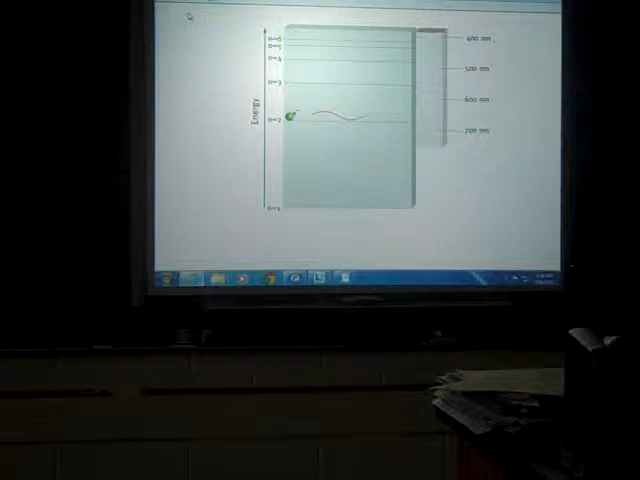 n=6
n=5
n=4
n=3
n=2
n=1
Energy
400 nm
500 nm
600 nm
700 nm